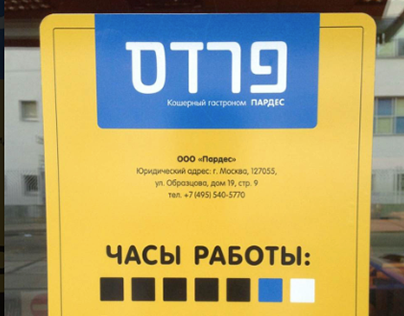 פרדס
Кошерный гастроном ПАРДЕС
ООО «Пардес»
Юридический адрес: г. Москва, 127055,
ул. Образцова, дом 19, стр. 9
тел. +7 (495) 540-5770
ЧАСЫ РАБОТЫ: